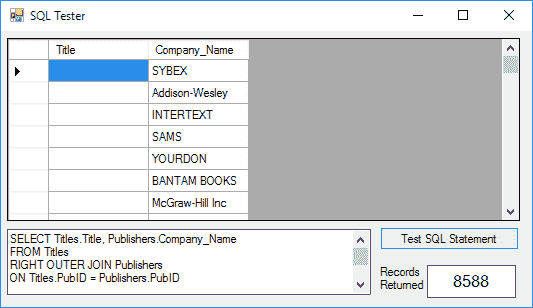 SQL Tester
Title Company_Name
SYBEX
Addison-Wesley
INTERTEXT
SAMS
YOURDON
BANTAM BOOKS
McGraw-Hill Inc
SELECT Titles.Title, Publishers.Company_Name
FROM Titles
RIGHT OUTER JOIN Publishers
ON Titles.PubID = Publishers.PubID
Test SQL Statement
Records
Returned
8588